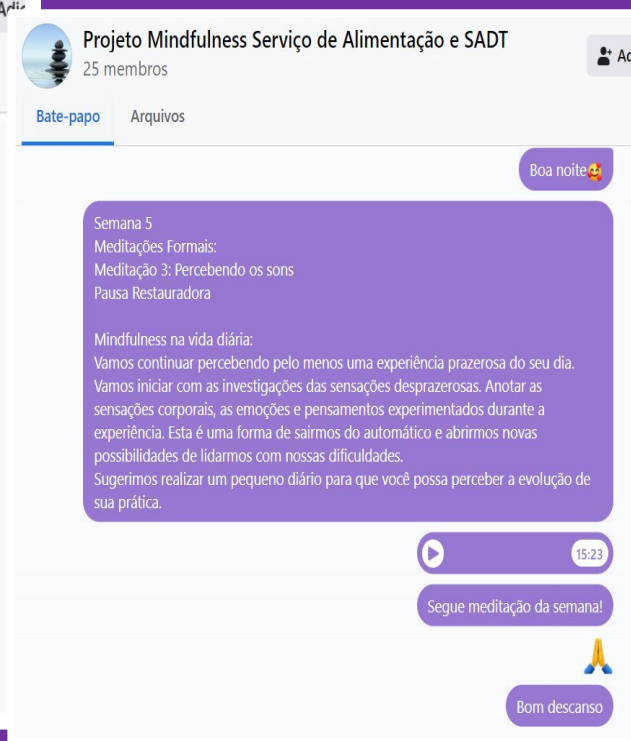 Projeto Mindfulness Serviço de Alimentação e SADT
25 membros
Bate-papo Arquivos
Boa noite🥰
Semana 5
Meditações Formais:
Meditação 3: Percebendo os sons
Pausa Restauradora
Mindfulness na vida diária:
Vamos continuar percebendo pelo menos uma experiência prazerosa do seu dia.
Vamos iniciar com as investigações das sensações desprazerosas. Anotar as
sensações corporais, as emoções e pensamentos experimentados durante a
experiência. Esta é uma forma de sairmos do automático e abrirmos novas
possibilidades de lidarmos com nossas dificuldades.
Sugerimos realizar um pequeno diário para que você possa perceber a evolução de
sua prática.
15:23
Segue meditação da semana!
🙏
Bom descanso